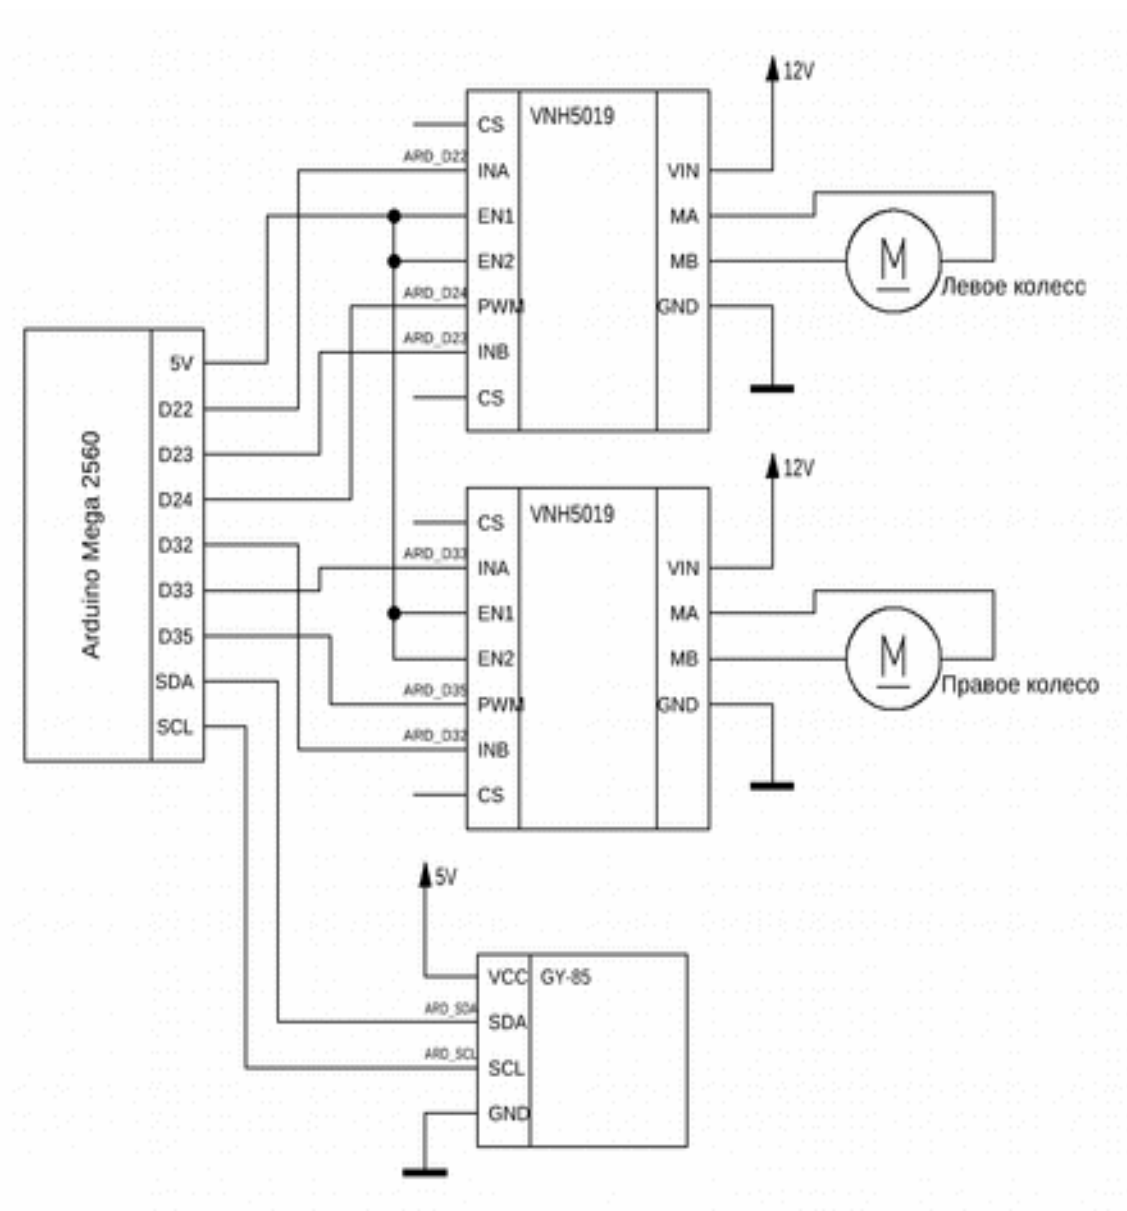 Arduino Mega 2560
5V
D22
D23
D24
D32
D33
D35
SDA
SCL
12V
VNH5019
CS
ARD_D22
INA
EN1
EN2
ARD_D24
PWM
ARD_D23
INB
CS
VIN
MA
MB
GND
M
Левое колесс
12V
VNH5019
CS
ARD_D33
INA
EN1
EN2
ARD_D35
PWM
ARD_D32
INB
CS
VIN
MA
MB
GND
M
Правое колесо
5V
GY-85
VCC
ARD_SDA
SDA
ARD_SCL
SCL
GND